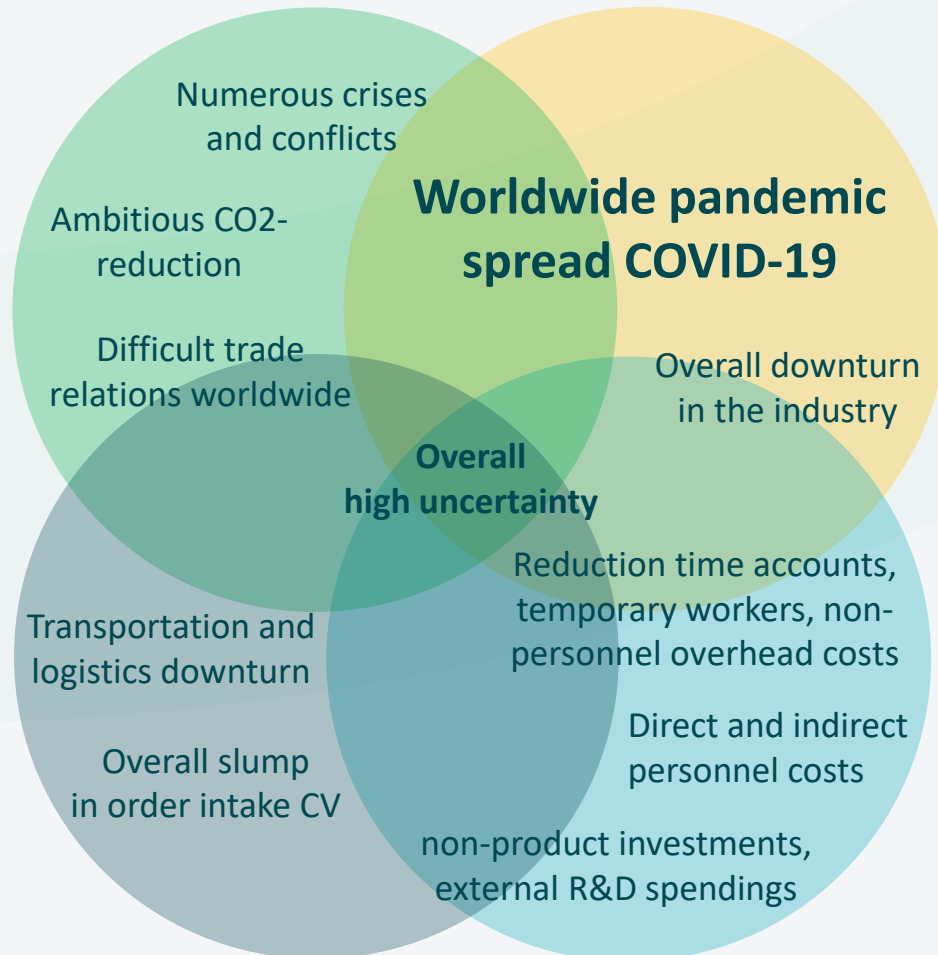 Numerous crises
and conflicts
Worldwide pandemic
spread COVID-19
Ambitious CO2-
reduction
Difficult trade
relations worldwide
Overall downturn
in the industry
Overall
high uncertainty
Reduction time accounts,
temporary workers, non-
personnel overhead costs
Transportation and
logistics downturn
Direct and indirect
personnel costs
Overall slump
in order intake CV
non-product investments,
external R&D spendings